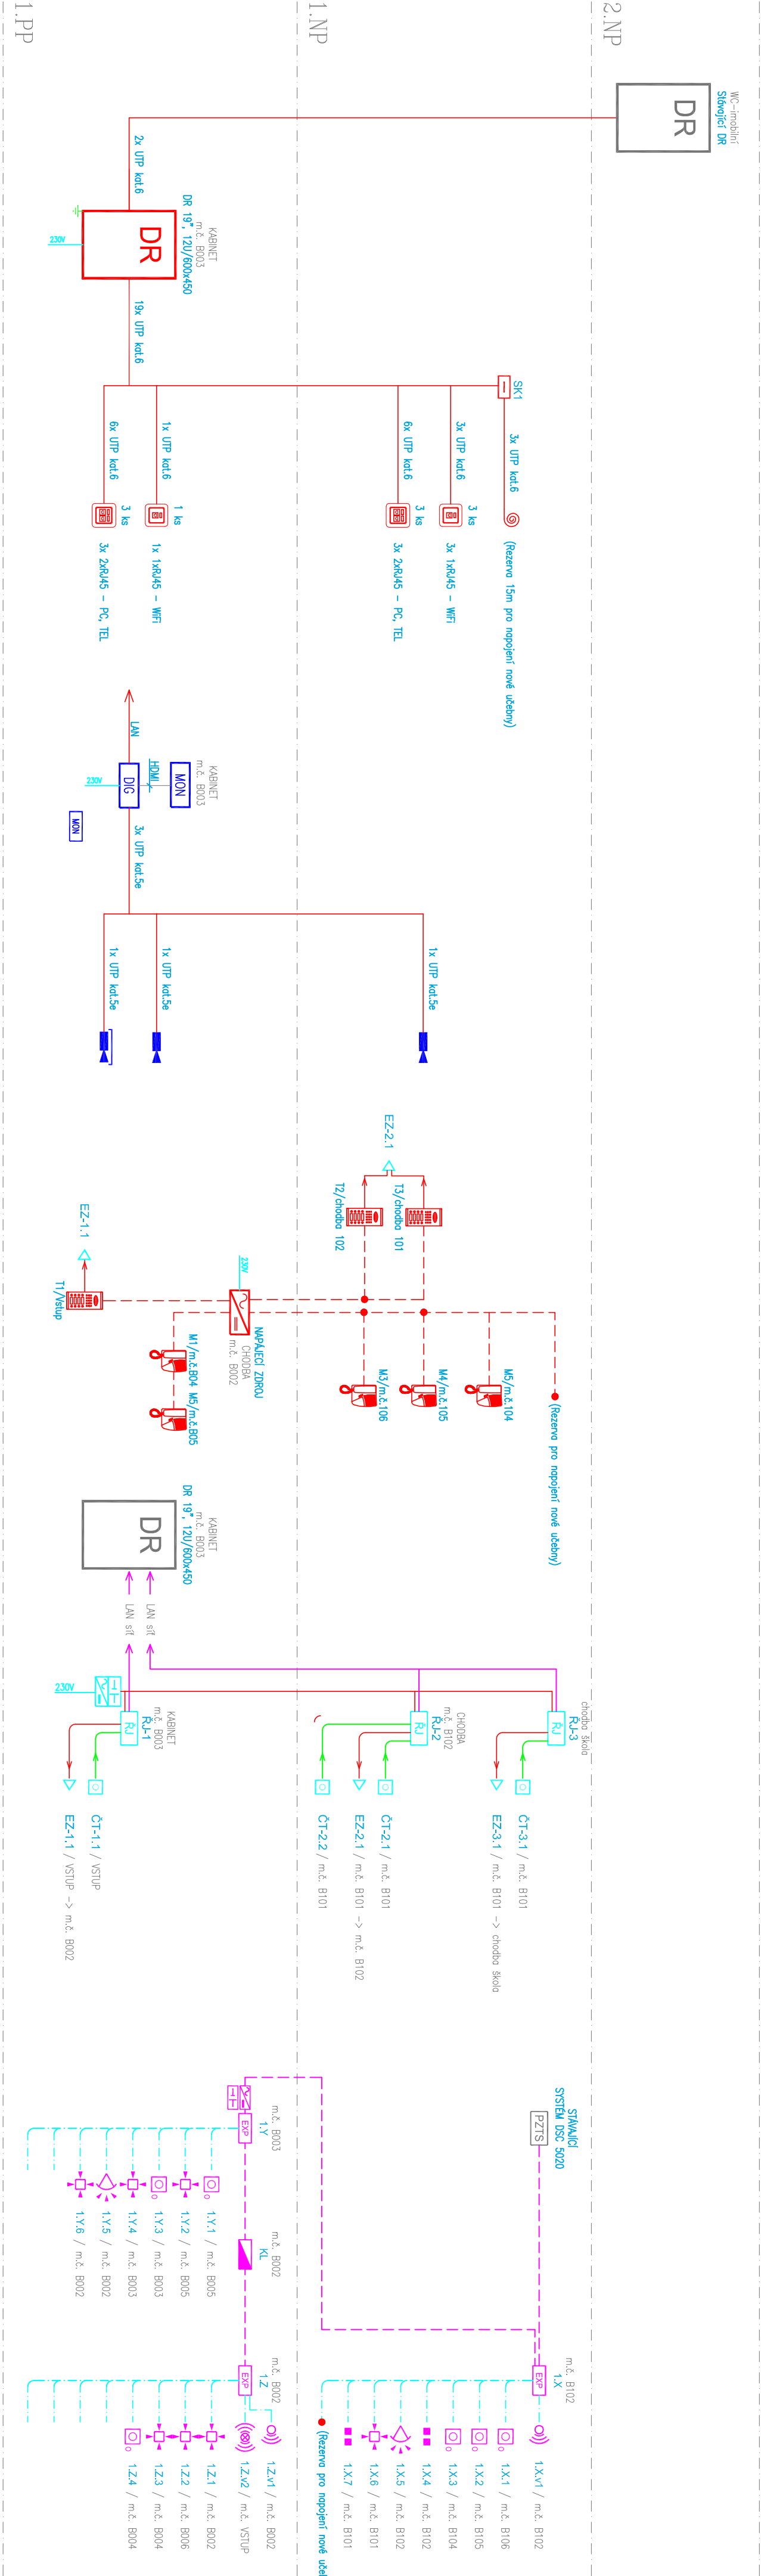 2.NP
1.NP
1.PP
WC-imobilní
Stávající DR
DR
2x UTP kat.6
KABINET
m.č. B003
DR 19", 12U/600x450
DR
230V
19x UTP kat.6
SK1
3x UTP kat.6
(Rezerva 15m pro napojení nové učebny)
3x UTP kat.6
3 ks
3x 1xRJ45 - WiFi
6x UTP kat.6
3 ks
3x 2xRJ45 - PC, TEL
1x UTP kat.6
1 ks
1x 1xRJ45 - WiFi
6x UTP kat.6
3 ks
3x 2xRJ45 - PC, TEL
KABINET
m.č. B003
MON
HDMI
LAN
DIG
230V
3x UTP kat.5e
MON
1x UTP kat.5e
1x UTP kat.5e
1x UTP kat.5e
EZ-2.1
T3/chodba 101
T2/chodba 102
EZ-1.1
T1/Vstup
230V
NAPÁJECÍ ZDROJ
CHODBA
m.č. B002
M1/m.č.B04
M5/m.č.B05
M3/m.č.106
M4/m.č.105
M5/m.č.104
(Rezerva pro napojení nové učebny)
KABINET
m.č. B003
DR 19", 12U/600x450
DR
LAN síť
LAN síť
230V
KABINET
m.č. B003
ŘJ-1
ŘJ
CHODBA
m.č. B102
ŘJ-2
ŘJ
chodba škola
ŘJ-3
ŘJ
ČT-3.1 / m.č. B101
EZ-3.1 / m.č. B101 -> chodba škola
ČT-2.1 / m.č. B101
EZ-2.1 / m.č. B101 -> m.č. B102
ČT-2.2 / m.č. B101
ČT-1.1 / VSTUP
EZ-1.1 / VSTUP -> m.č. B002
STÁVAJÍCÍ
SYSTÉM DSC 5020
PZTS
m.č. B003
1.Y
EXP
1.Y.1 / m.č. B005
1.Y.2 / m.č. B005
1.Y.3 / m.č. B003
1.Y.4 / m.č. B003
1.Y.5 / m.č. B002
1.Y.6 / m.č. B002
m.č. B002
KL
m.č. B002
1.Z
EXP
1.Z.v1 / m.č. B002
1.Z.v2 / m.č. VSTUP
1.Z.1 / m.č. B002
1.Z.2 / m.č. B006
1.Z.3 / m.č. B004
1.Z.4 / m.č. B004
m.č. B102
1.X
EXP
1.X.v1 / m.č. B102
1.X.1 / m.č. B106
1.X.2 / m.č. B105
1.X.3 / m.č. B104
1.X.4 / m.č. B102
1.X.5 / m.č. B102
1.X.6 / m.č. B101
1.X.7 / m.č. B101
(Rezerva pro napojení nové